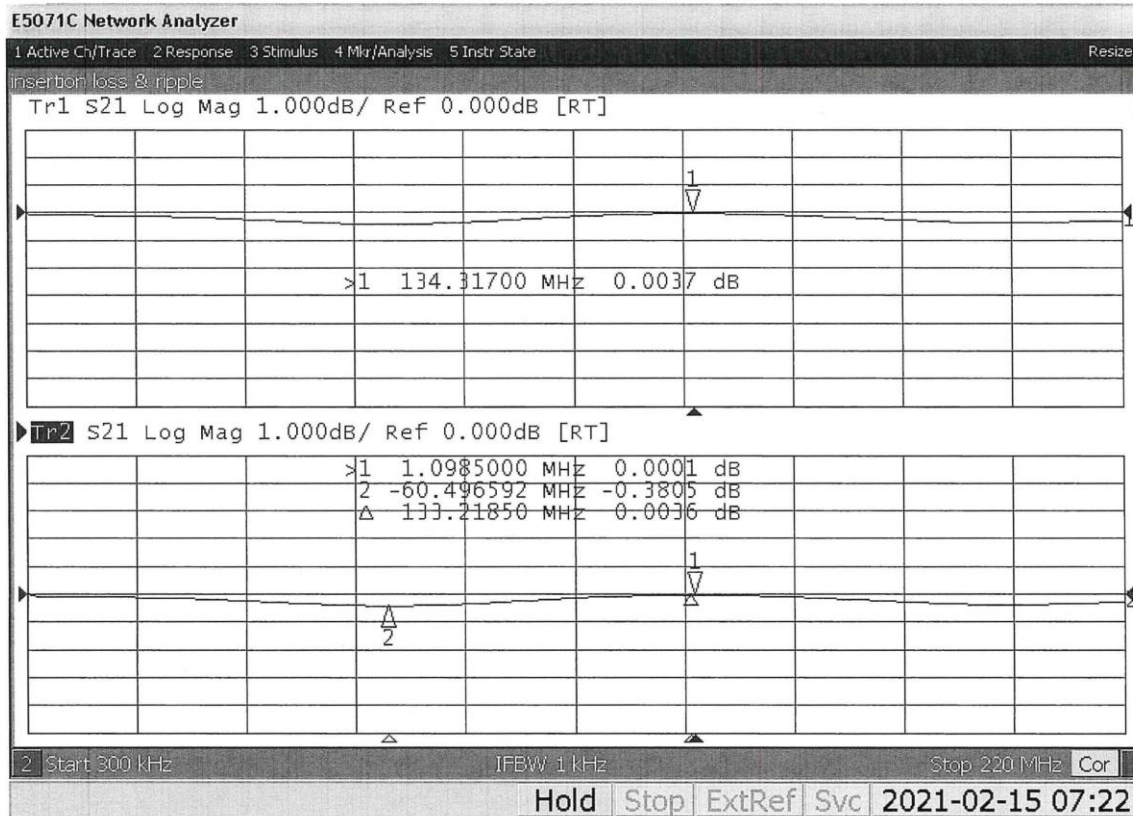 E5071C Network Analyzer
1 Active Ch/Trace 2 Response 3 Stimulus 4 Mkr/Analysis 5 Instr State Resize
insertion loss & ripple
Tr1 S21 Log Mag 1.000dB/ Ref 0.000dB [RT]
1
>1 134.31700 MHz 0.0037 dB
Tr2 S21 Log Mag 1.000dB/ Ref 0.000dB [RT]
>1 1.0985000 MHz 0.0001 dB
2 -60.496592 MHz -0.3805 dB
Δ 133.21850 MHz 0.0036 dB
1
2
2 Start 300 kHz IFBW 1 kHz Stop 220 MHz Cor
Hold Stop ExtRef Svc 2021-02-15 07:22